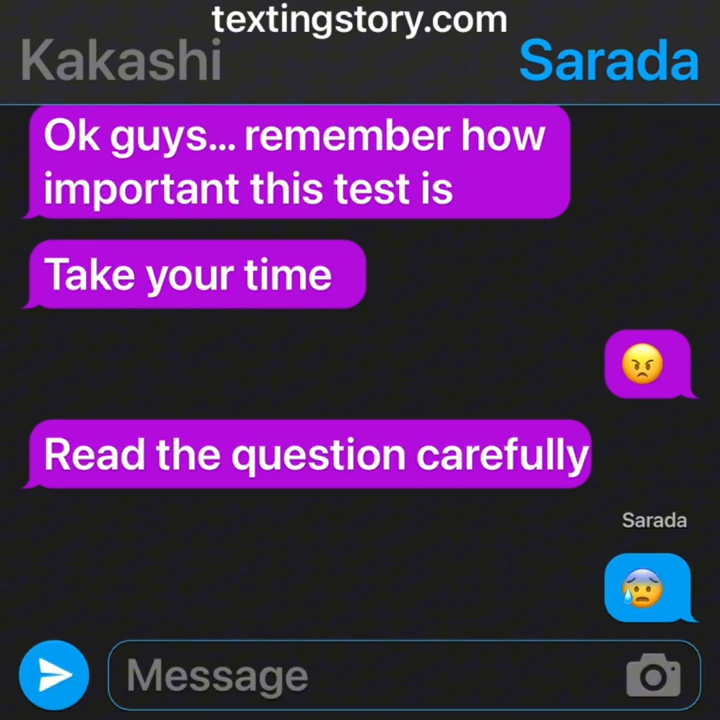 textingstory.com
Kakashi
Sarada
Ok guys... remember how
important this test is
Take your time
😠
Read the question carefully
Sarada
😰
Message